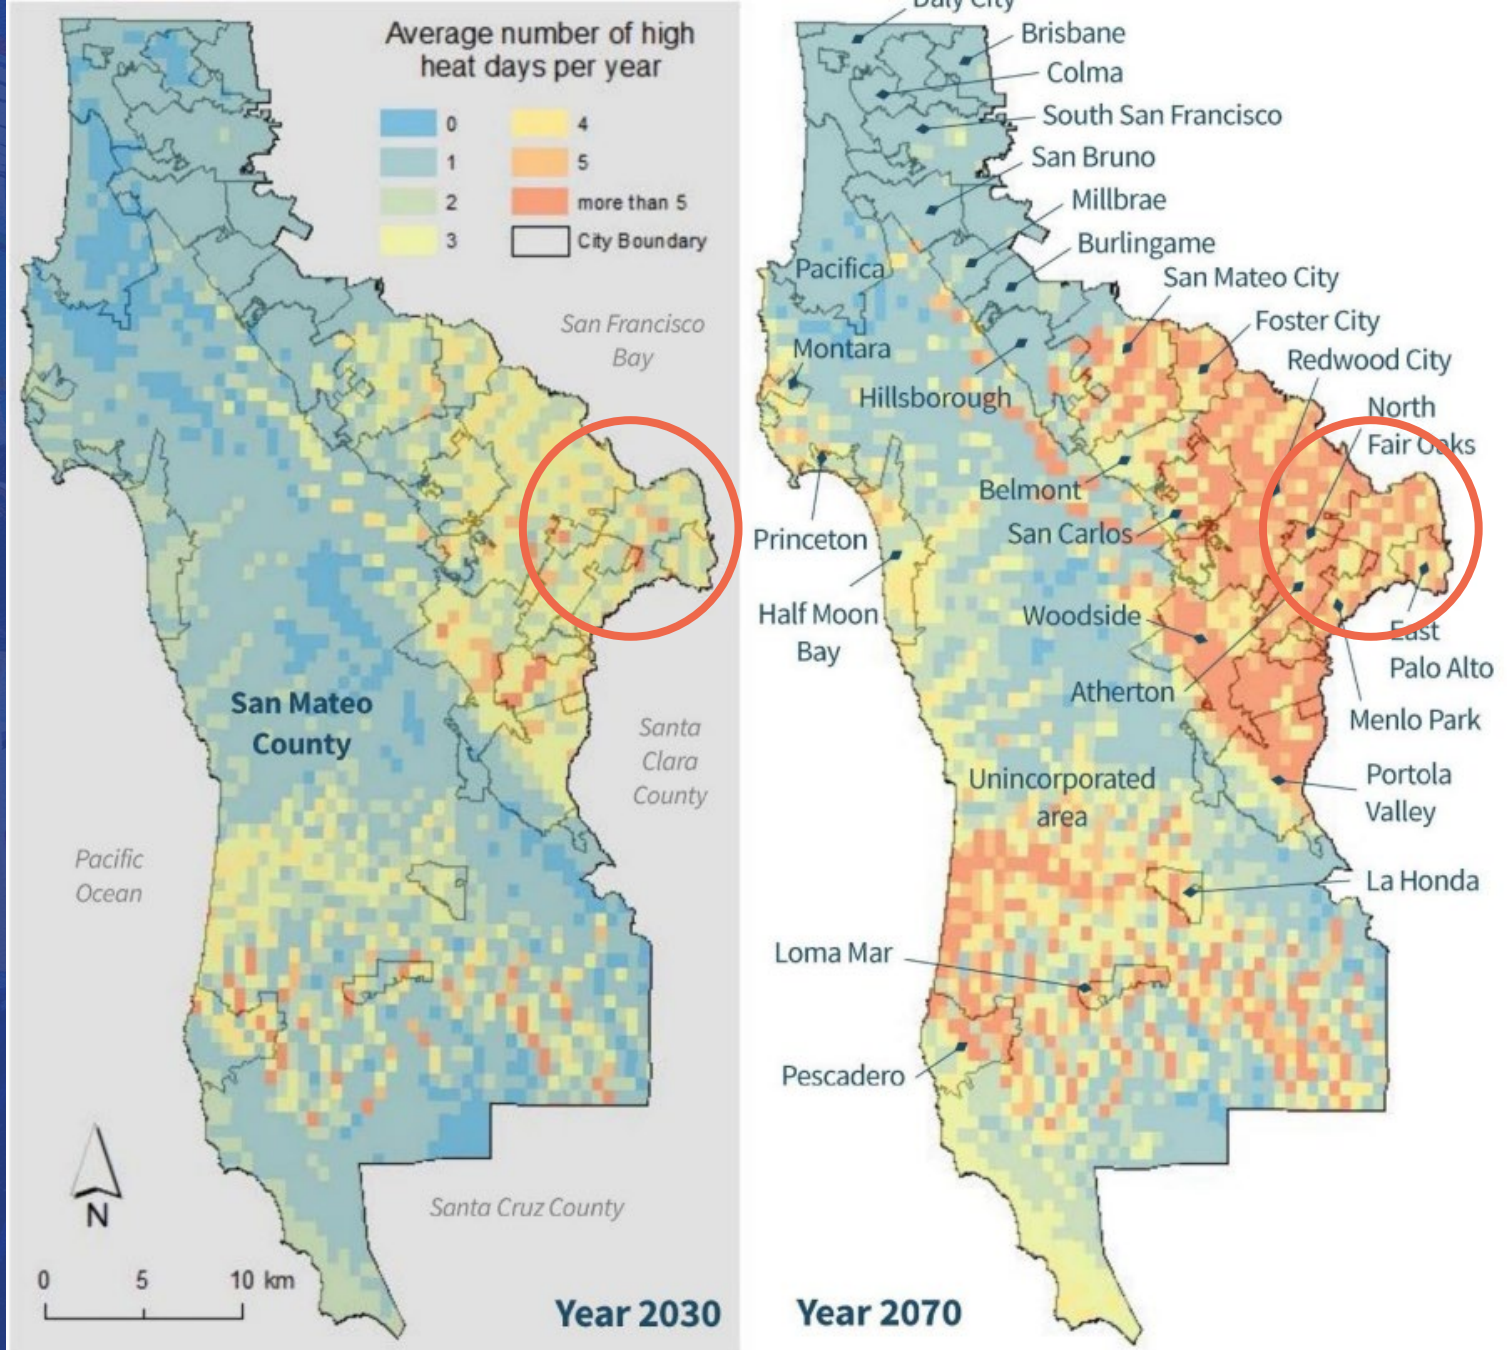 Average number of high
heat days per year
0
1
2
3
4
5
more than 5
City Boundary
San Francisco
Bay
San Mateo
County
Santa
Clara
County
Pacific
Ocean
Santa Cruz County
N
0 5 10 km
Year 2030
Daly City
Brisbane
Colma
South San Francisco
San Bruno
Millbrae
Burlingame
Pacifica
San Mateo City
Foster City
Montara
Redwood City
Hillsborough
North
Fair Oaks
Belmont
San Carlos
Princeton
Half Moon
Bay
Woodside
East
Palo Alto
Atherton
Menlo Park
Unincorporated
area
Portola
Valley
La Honda
Loma Mar
Pescadero
Year 2070